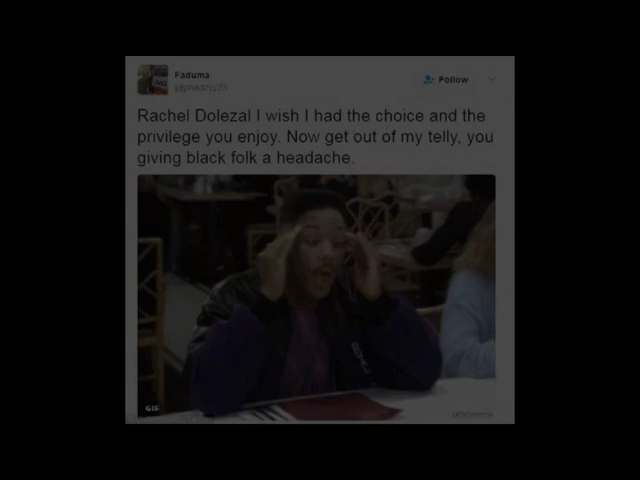 Faduma
Follow
Rachel Dolezal I wish I had the choice and the
privilege you enjoy. Now get out of my telly, you
giving black folk a headache.
GIF